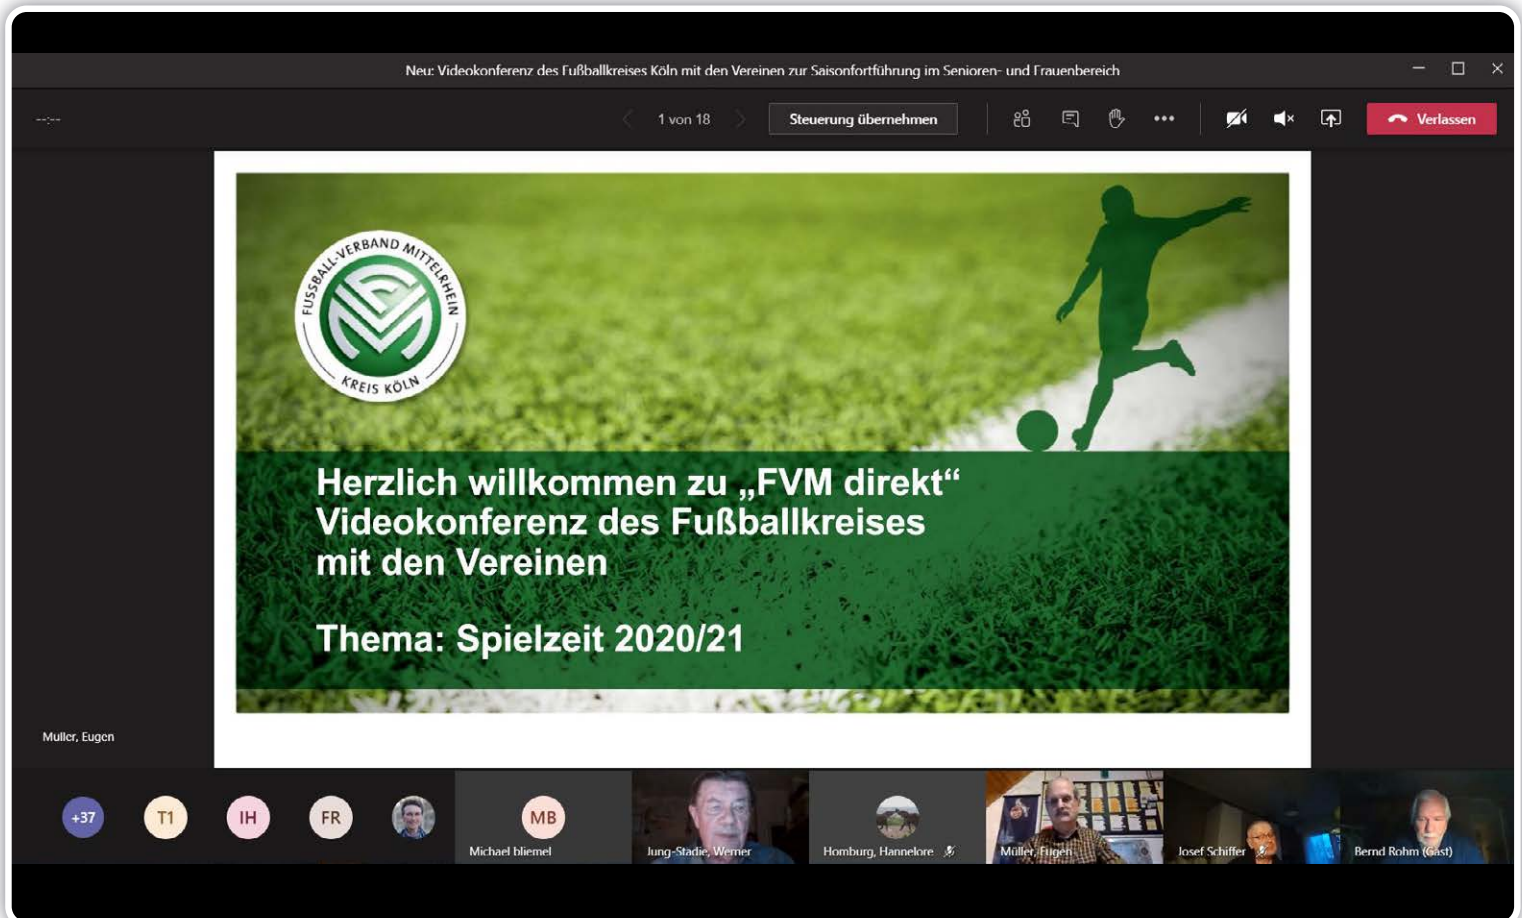 Neu: Videokonferenz des Fußballkreises Köln mit den Vereinen zur Saisonfortführung im Senioren- und Frauenbereich
--:--
1 von 18
Steuerung übernehmen
Verlassen
FUSSBALL-VERBAND MITTELRHEIN
KREIS KÖLN
Herzlich willkommen zu „FVM direkt“
Videokonferenz des Fußballkreises
mit den Vereinen
Thema: Spielzeit 2020/21
Müller, Eugen
+37
T1
IH
FR
MB
Michael bliemel
Jung-Stadie, Werner
Homburg, Hannelore
Müller, Eugen
Josef Schiffer
Bernd Rohm (Gast)